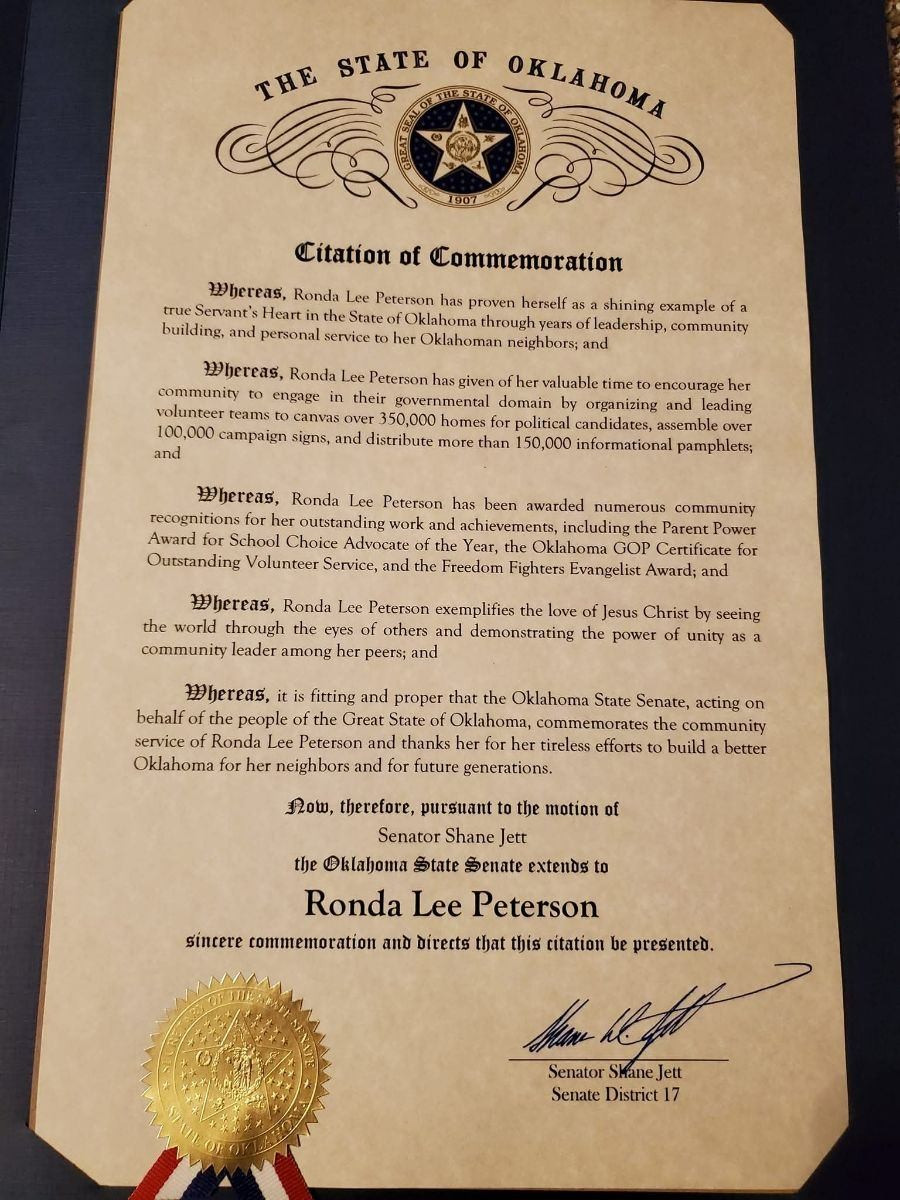 THE STATE OF OKLAHOMA
GREAT SEAL OF THE STATE OF OKLAHOMA
1907
Citation of Commemoration
Whereas, Ronda Lee Peterson has proven herself as a shining example of a
true Servant's Heart in the State of Oklahoma through years of leadership, community
building, and personal service to her Oklahoman neighbors; and
Whereas, Ronda Lee Peterson has given of her valuable time to encourage her
community to engage in their governmental domain by organizing and leading
volunteer teams to canvas over 350,000 homes for political candidates, assemble over
100,000 campaign signs, and distribute more than 150,000 informational pamphlets;
and
Whereas, Ronda Lee Peterson has been awarded numerous community
recognitions for her outstanding work and achievements, including the Parent Power
Award for School Choice Advocate of the Year, the Oklahoma GOP Certificate for
Outstanding Volunteer Service, and the Freedom Fighters Evangelist Award; and
Whereas, Ronda Lee Peterson exemplifies the love of Jesus Christ by seeing
the world through the eyes of others and demonstrating the power of unity as a
community leader among her peers; and
Whereas, it is fitting and proper that the Oklahoma State Senate, acting on
behalf of the people of the Great State of Oklahoma, commemorates the community
service of Ronda Lee Peterson and thanks her for her tireless efforts to build a better
Oklahoma for her neighbors and for future generations.
Now, therefore, pursuant to the motion of
Senator Shane Jett
the Oklahoma State Senate extends to
Ronda Lee Peterson
sincere commemoration and directs that this citation be presented.
Shane D. Jett
Senator Shane Jett
Senate District 17
SECRETARY OF THE STATE SENATE
STATE OF OKLAHOMA